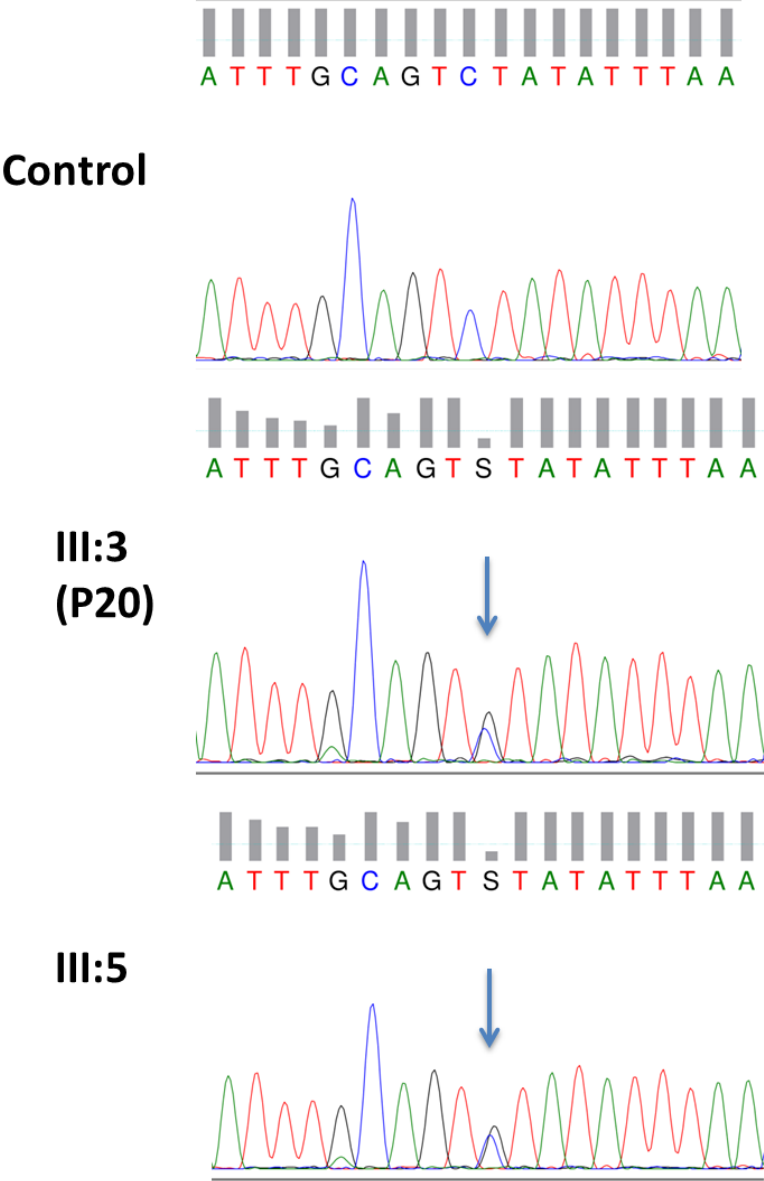 A T T T G C A G T C T A T A T T T A A
Control
A T T T G C A G T S T A T A T T T A A
III:3
(P20)
A T T T G C A G T S T A T A T T T A A
III:5